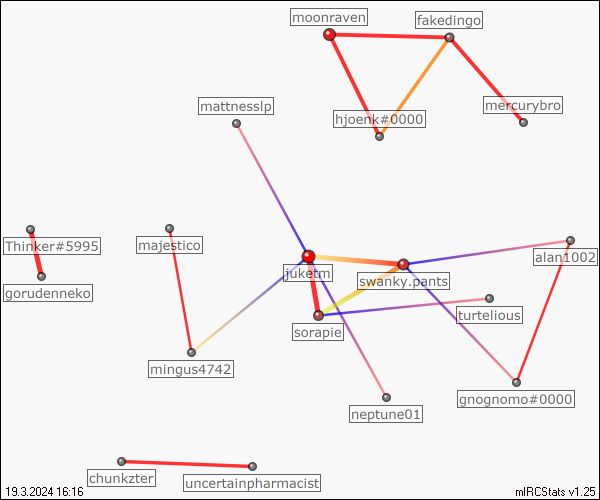 moonraven
fakedingo
mattnesslp
mercurybro
hjoenk#0000
Thinker#5995
majestico
alan1002
juketm
swanky.pants
gorudenneko
turtelious
sorapie
mingus4742
gnognomo#0000
neptune01
chunkzter
uncertainpharmacist
19.3.2024 16:16
mIRCStats v1.25